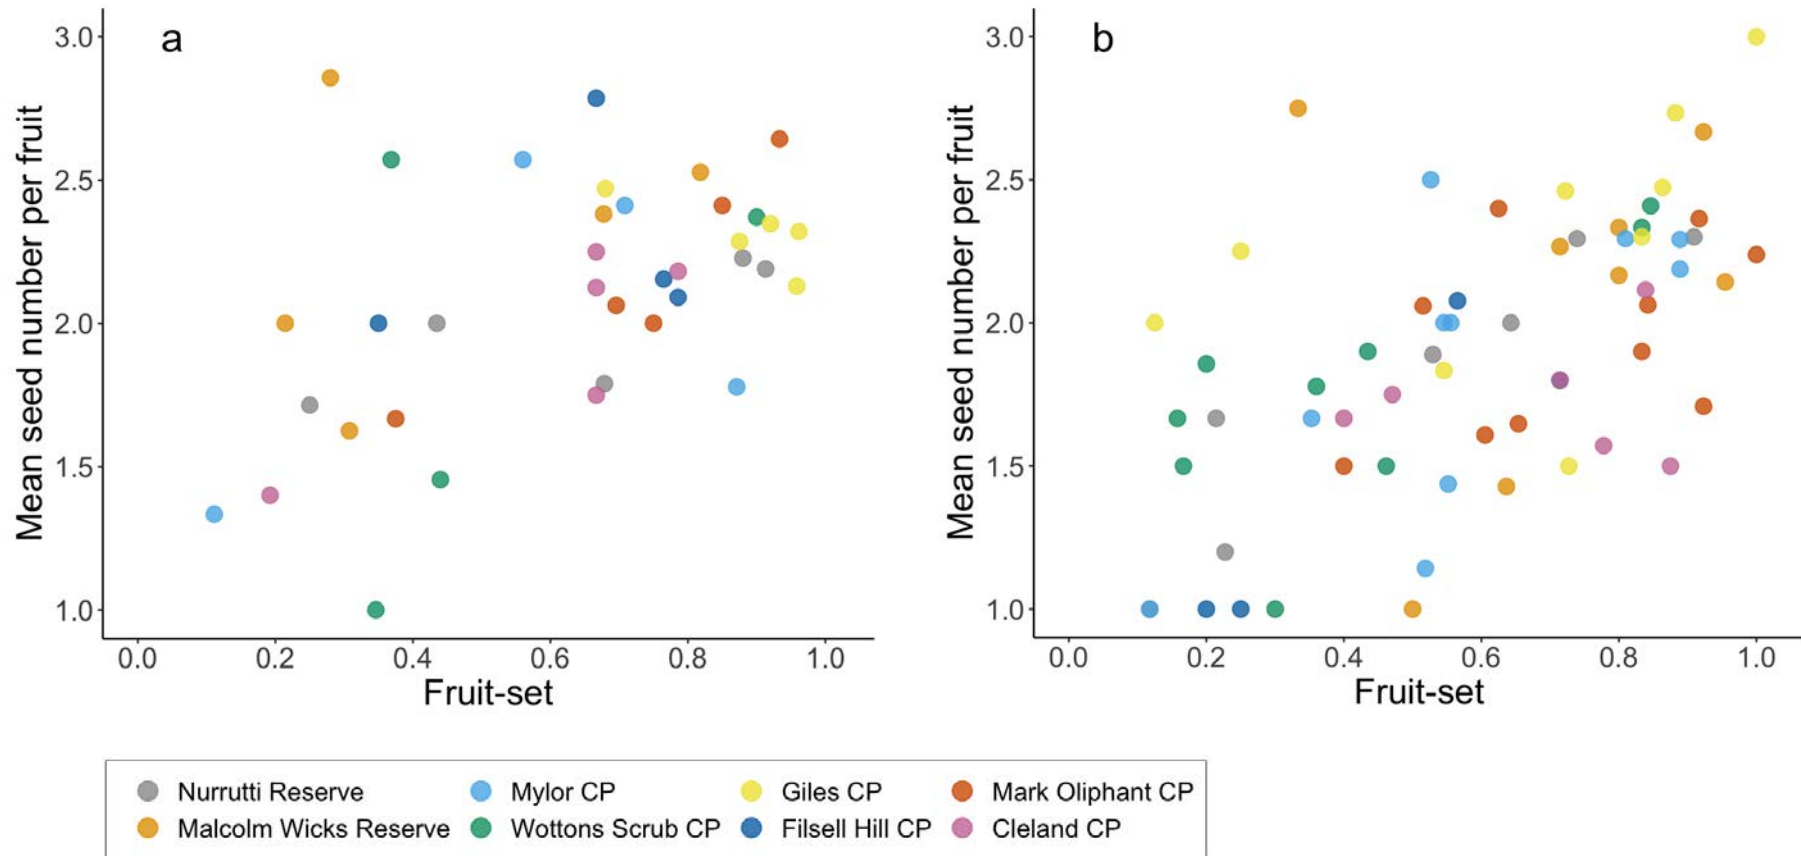 a
3.0
2.5
2.0
1.5
1.0
Mean seed number per fruit
0.0 0.2 0.4 0.6 0.8 1.0
Fruit-set
b
3.0
2.5
2.0
1.5
1.0
Mean seed number per fruit
0.0 0.2 0.4 0.6 0.8 1.0
Fruit-set
Nurrutti Reserve Mylor CP Giles CP Mark Oliphant CP
Malcolm Wicks Reserve Wottons Scrub CP Filsell Hill CP Cleland CP